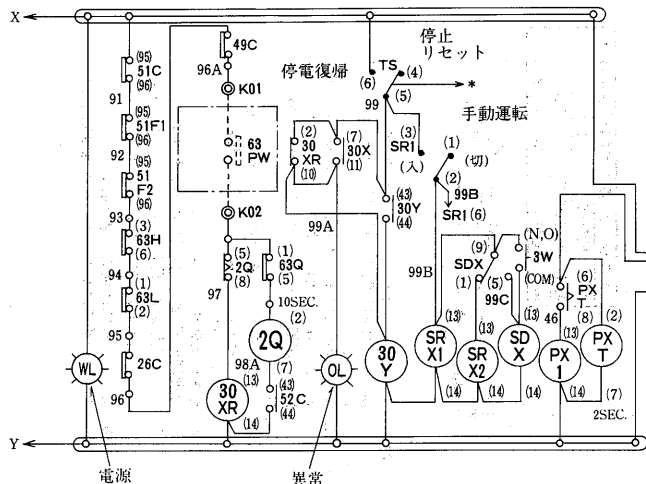 X
49C
96A
K01
63
PW
K02
(95)
51C
(96)
91
(95)
51F1
(96)
92
(95)
51
F2
(96)
93
(3)
63H
(6)
94
(1)
63L
(2)
95
26C
96
WL
電源
(5)
2Q
(8)
97
(1)
63Q
(5)
10SEC.
(2)
2Q
98A
(7)
(13)
30
XR
(14)
(43)
52C
(44)
停電復帰
(2)
30
XR
(10)
(7)
30X
(11)
99A
OL
異常
停止
リセット
TS
(6)
(4)
(5)
99
*
(3)
SR1
(入)
手動運転
(1)
(切)
(2)
99B
SR1(6)
(43)
30Y
(44)
30
Y
99B
(13)
SR
X1
(14)
(9)
SDX
(1)
(5)
99C
(N,O)
3W
(COM)
(13)
SR
X2
(14)
(13)
SD
X
(14)
(6)
PX
T
(8)
46
(13)
PX
1
(14)
(2)
PX
T
(7)
2SEC.
Y